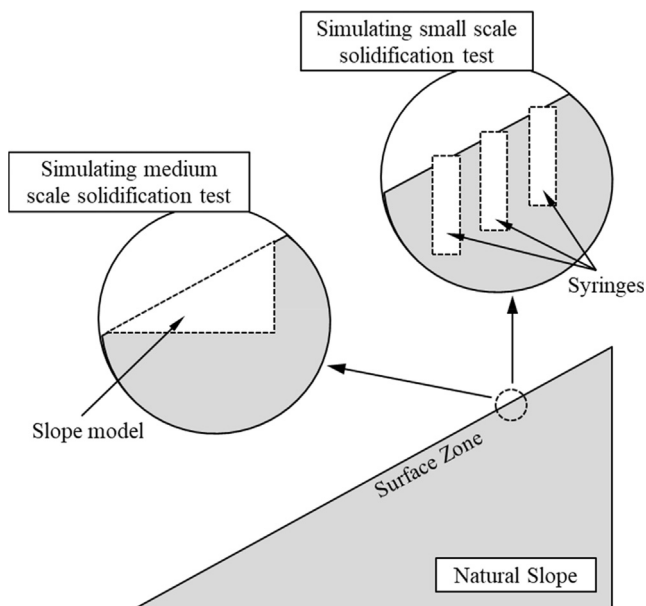 Simulating small scale
solidification test
Simulating medium
scale solidification test
Syringes
Slope model
Surface Zone
Natural Slope